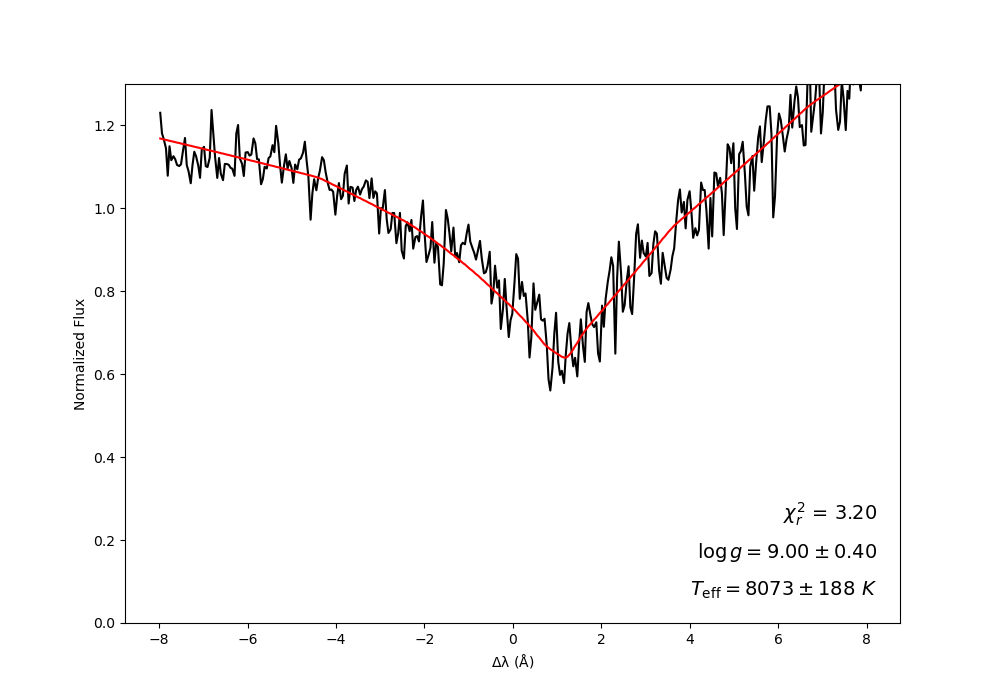 1.2
1.0
0.8
0.6
0.4
0.2
0.0
Normalized Flux
χ²ᵣ = 3.20
log g = 9.00 ± 0.40
T_eff = 8073 ± 188 K
−8 −6 −4 −2 0 2 4 6 8
Δλ (Å)